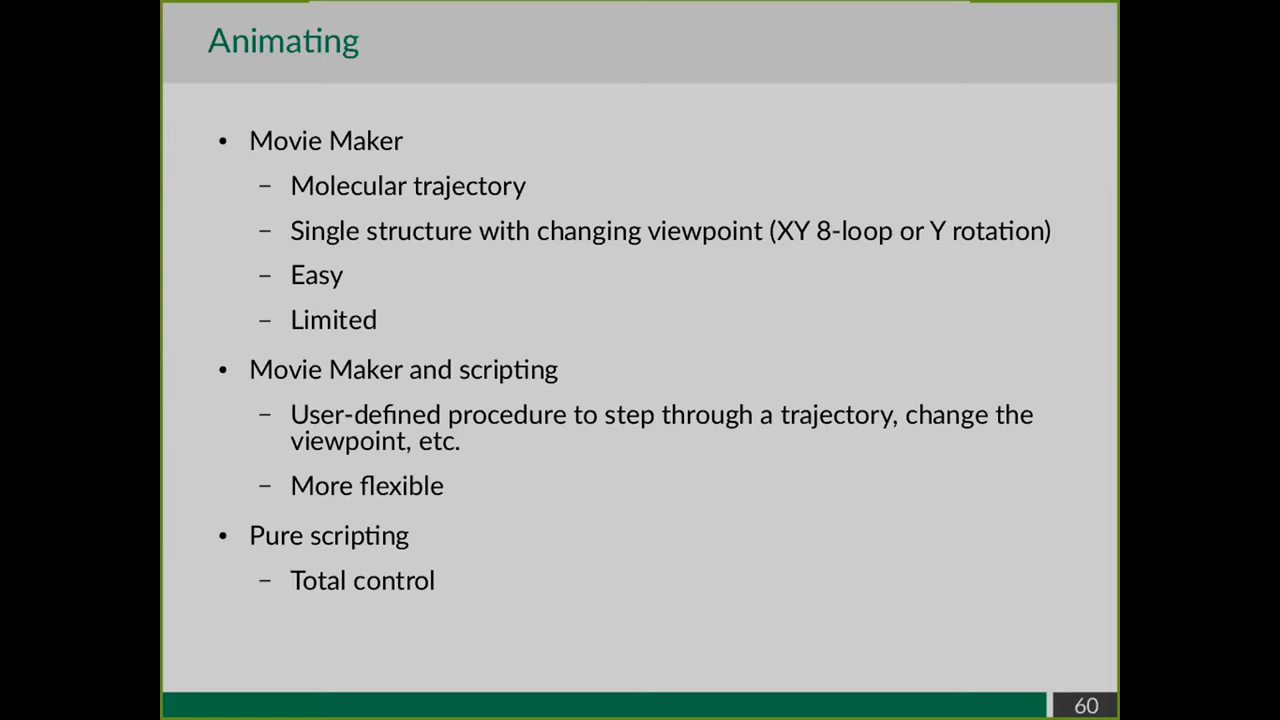 Animating
• Movie Maker
– Molecular trajectory
– Single structure with changing viewpoint (XY 8-loop or Y rotation)
– Easy
– Limited
• Movie Maker and scripting
– User-defined procedure to step through a trajectory, change the
viewpoint, etc.
– More flexible
• Pure scripting
– Total control
60